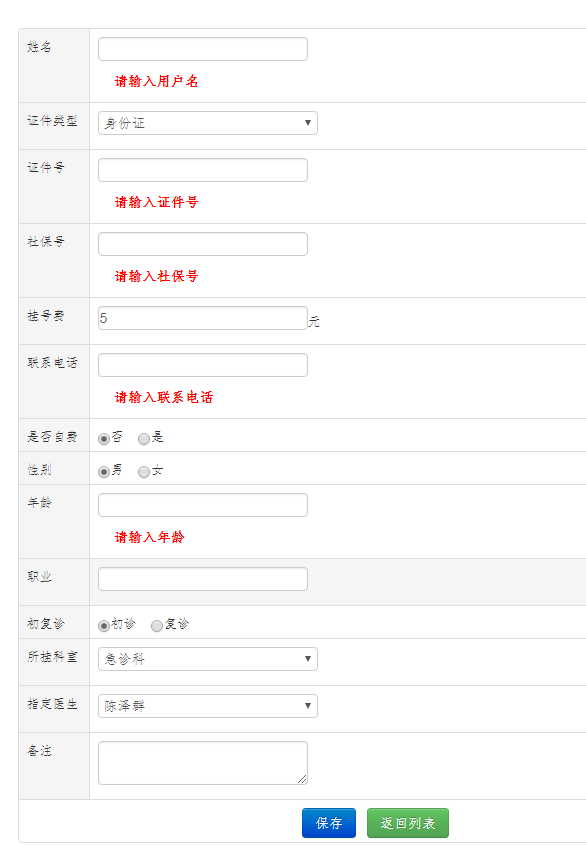 姓名
请输入用户名
证件类型 身份证
证件号
请输入证件号
社保号
请输入社保号
挂号费 5 元
联系电话
请输入联系电话
是否自费 否 是
性别 男 女
年龄
请输入年龄
职业
初复诊 初诊 复诊
所挂科室 急诊科
指定医生 陈泽群
备注
保存 返回列表